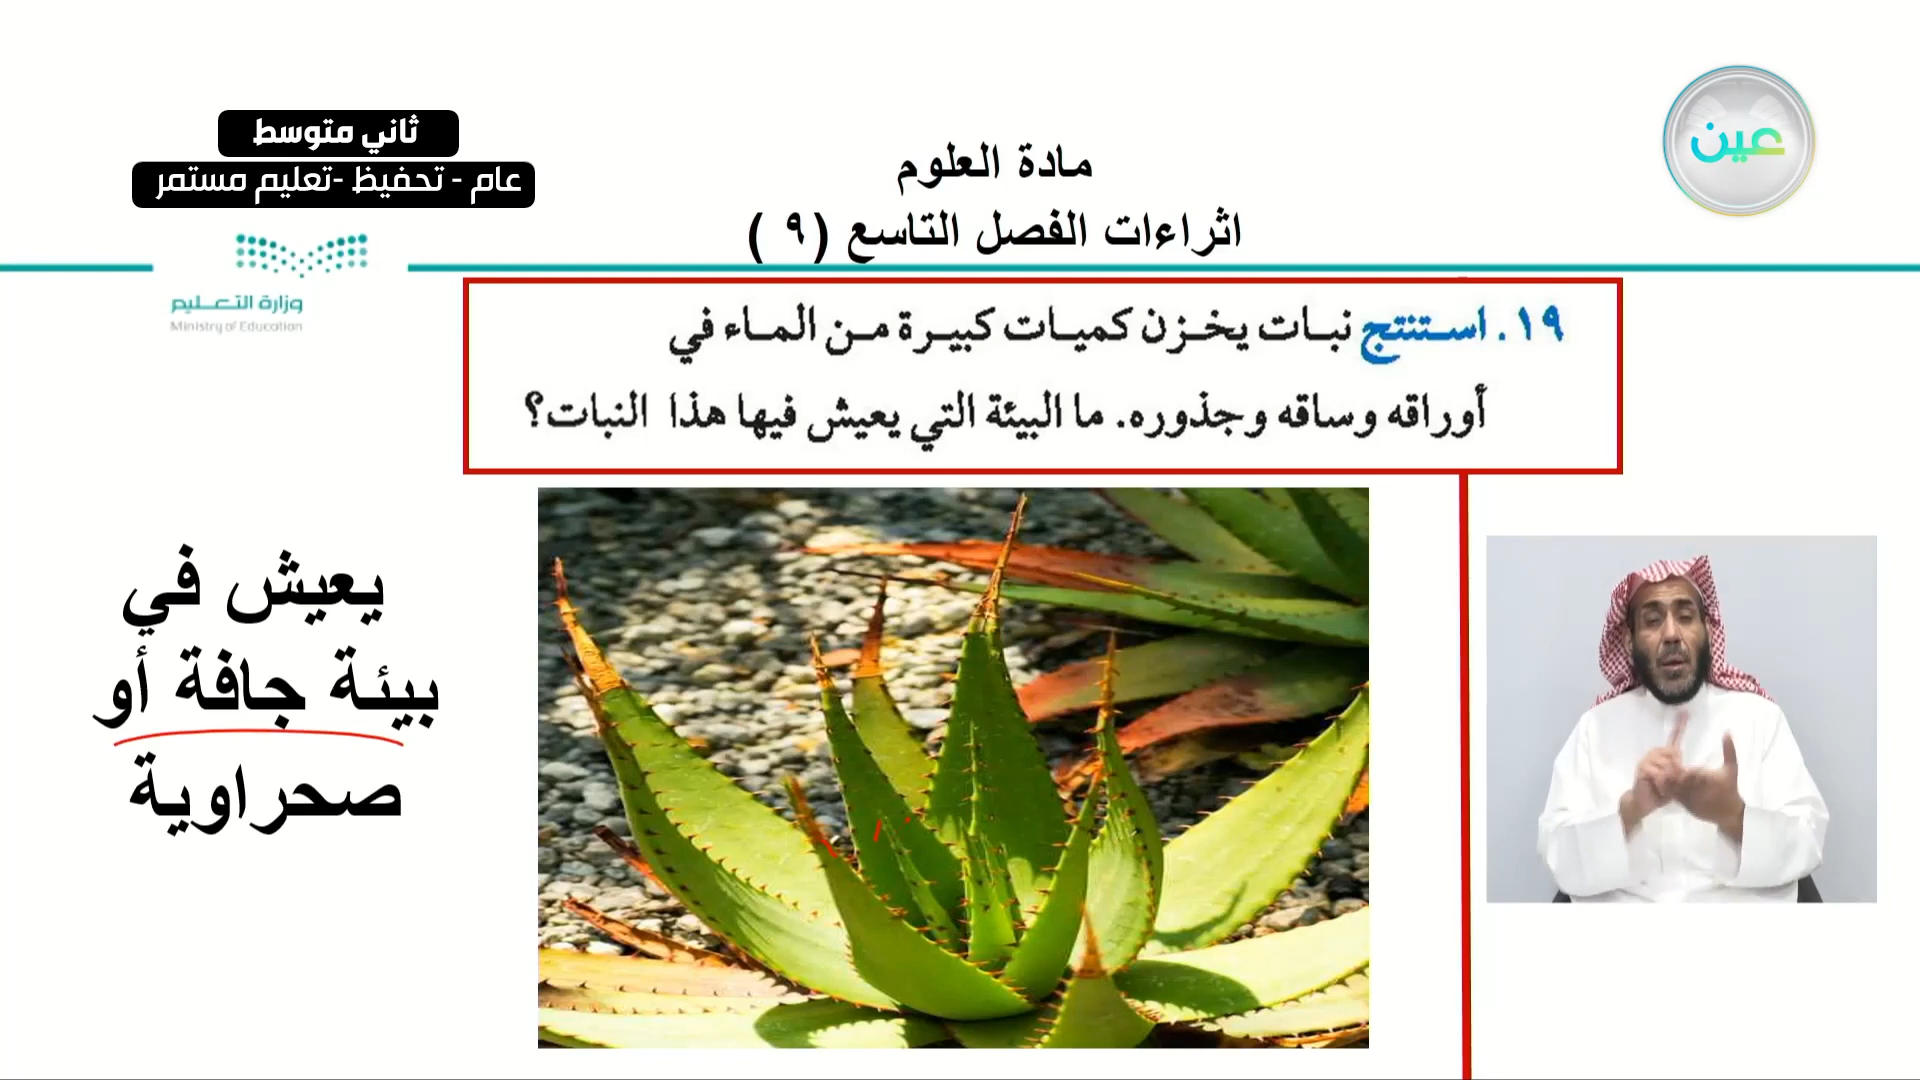 عين
ثاني متوسط
عام - تحفيظ -تعليم مستمر
مادة العلوم
اثراءات الفصل التاسع (٩ )
وزارة التعليم
Ministry of Education
١٩. استنتج نبات يخزن كميات كبيرة من الماء في
أوراقه وساقه وجذوره. ما البيئة التي يعيش فيها هذا النبات؟
يعيش في
بيئة جافة أو
صحراوية